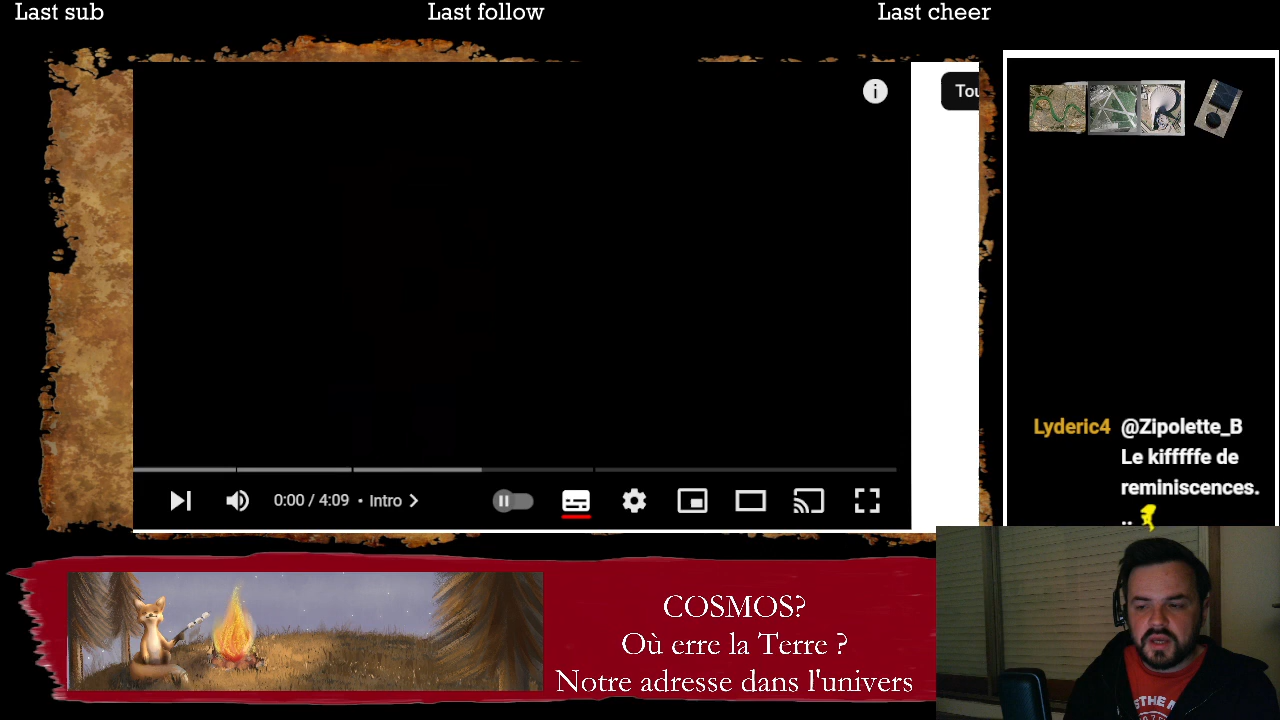 Last sub
Last follow
Last cheer
Tou
0:00 / 4:09 • Intro
Lyderic4 @Zipolette_B
Le kifffffe de
reminiscences.
..
COSMOS?
Où erre la Terre ?
Notre adresse dans l'univers